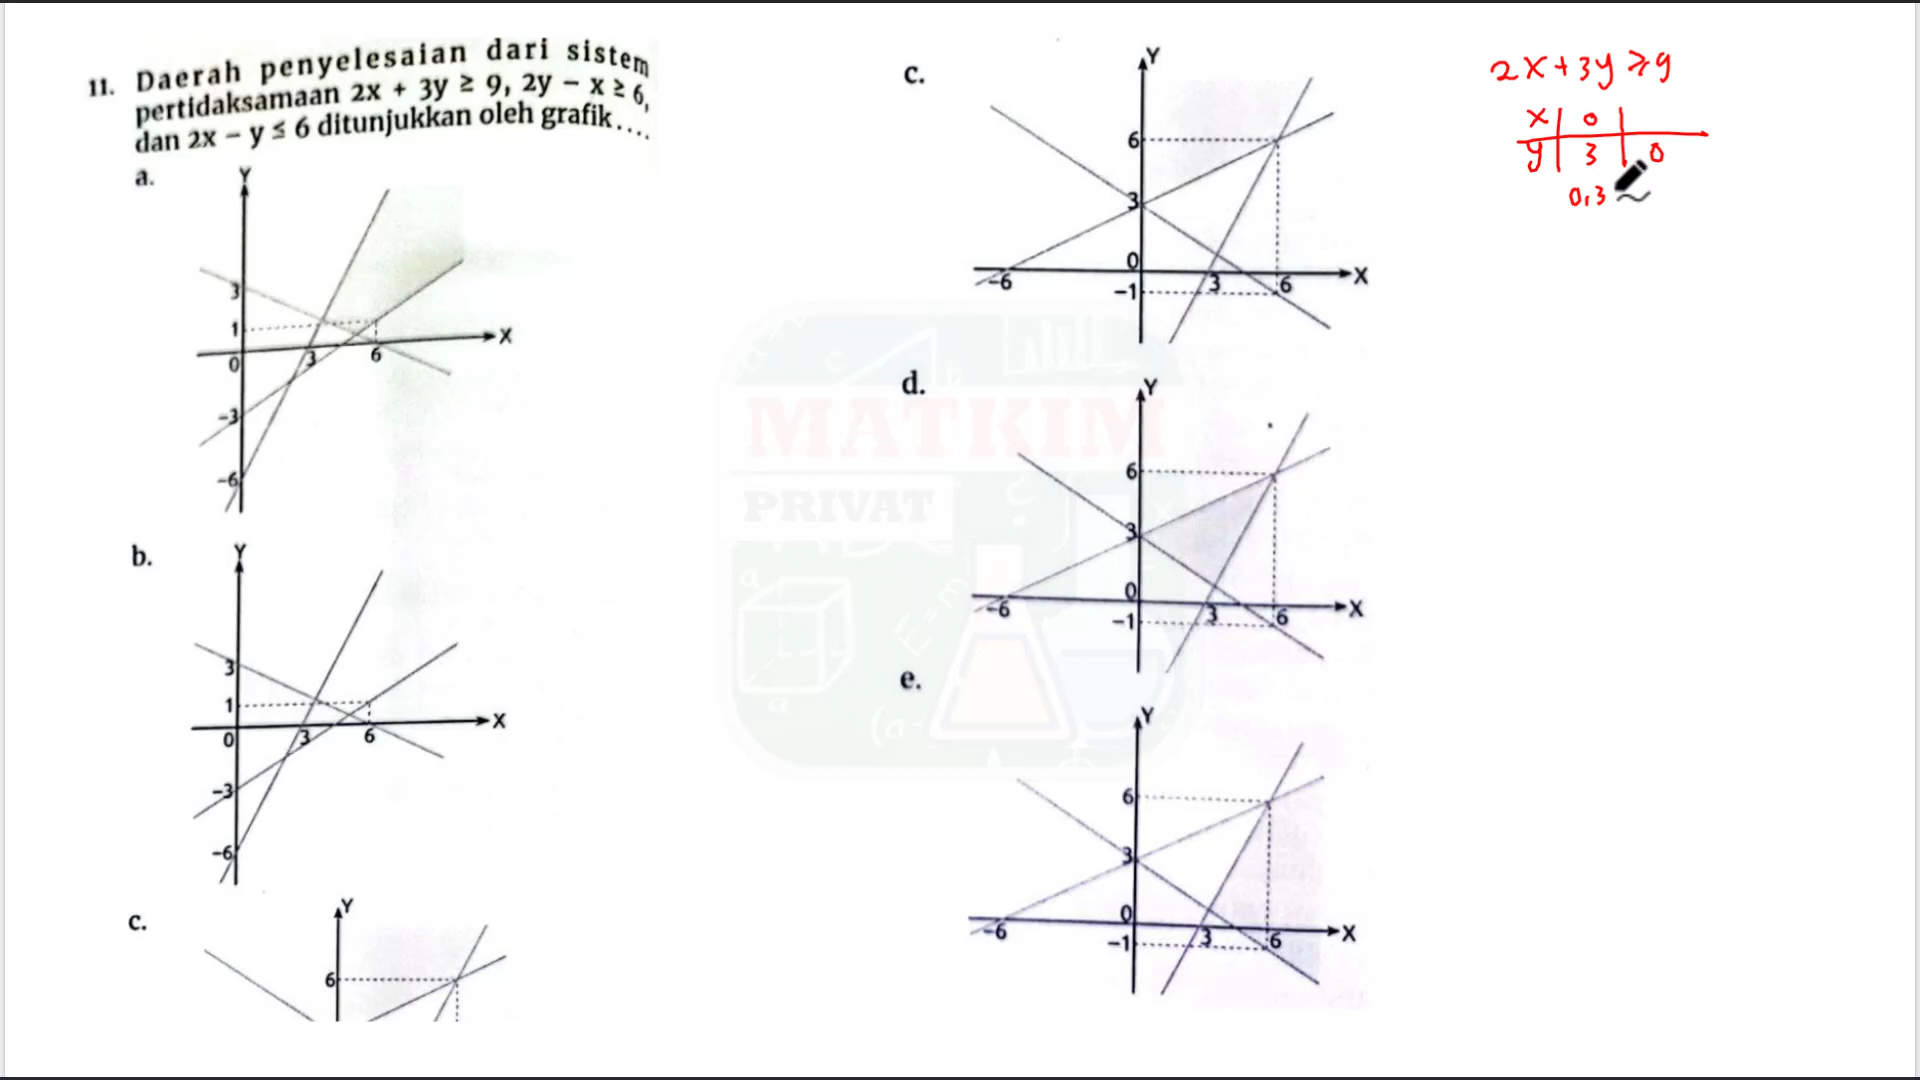 11. Daerah penyelesaian dari sistem
pertidaksamaan 2x + 3y ≥ 9, 2y − x ≥ 6,
dan 2x − y ≤ 6 ditunjukkan oleh grafik....
a.
Y
3
1
X
0
3
6
−3
−6
b.
Y
3
1
X
0
3
6
−3
−6
c.
Y
6
c.
Y
6
3
0
X
−6
3
6
−1
d.
Y
6
3
0
X
−6
3
6
−1
e.
Y
6
3
0
X
−6
3
6
−1
MATKIM
PRIVAT
2x + 3y ≥ 9
x 0
y 3 0
0,3